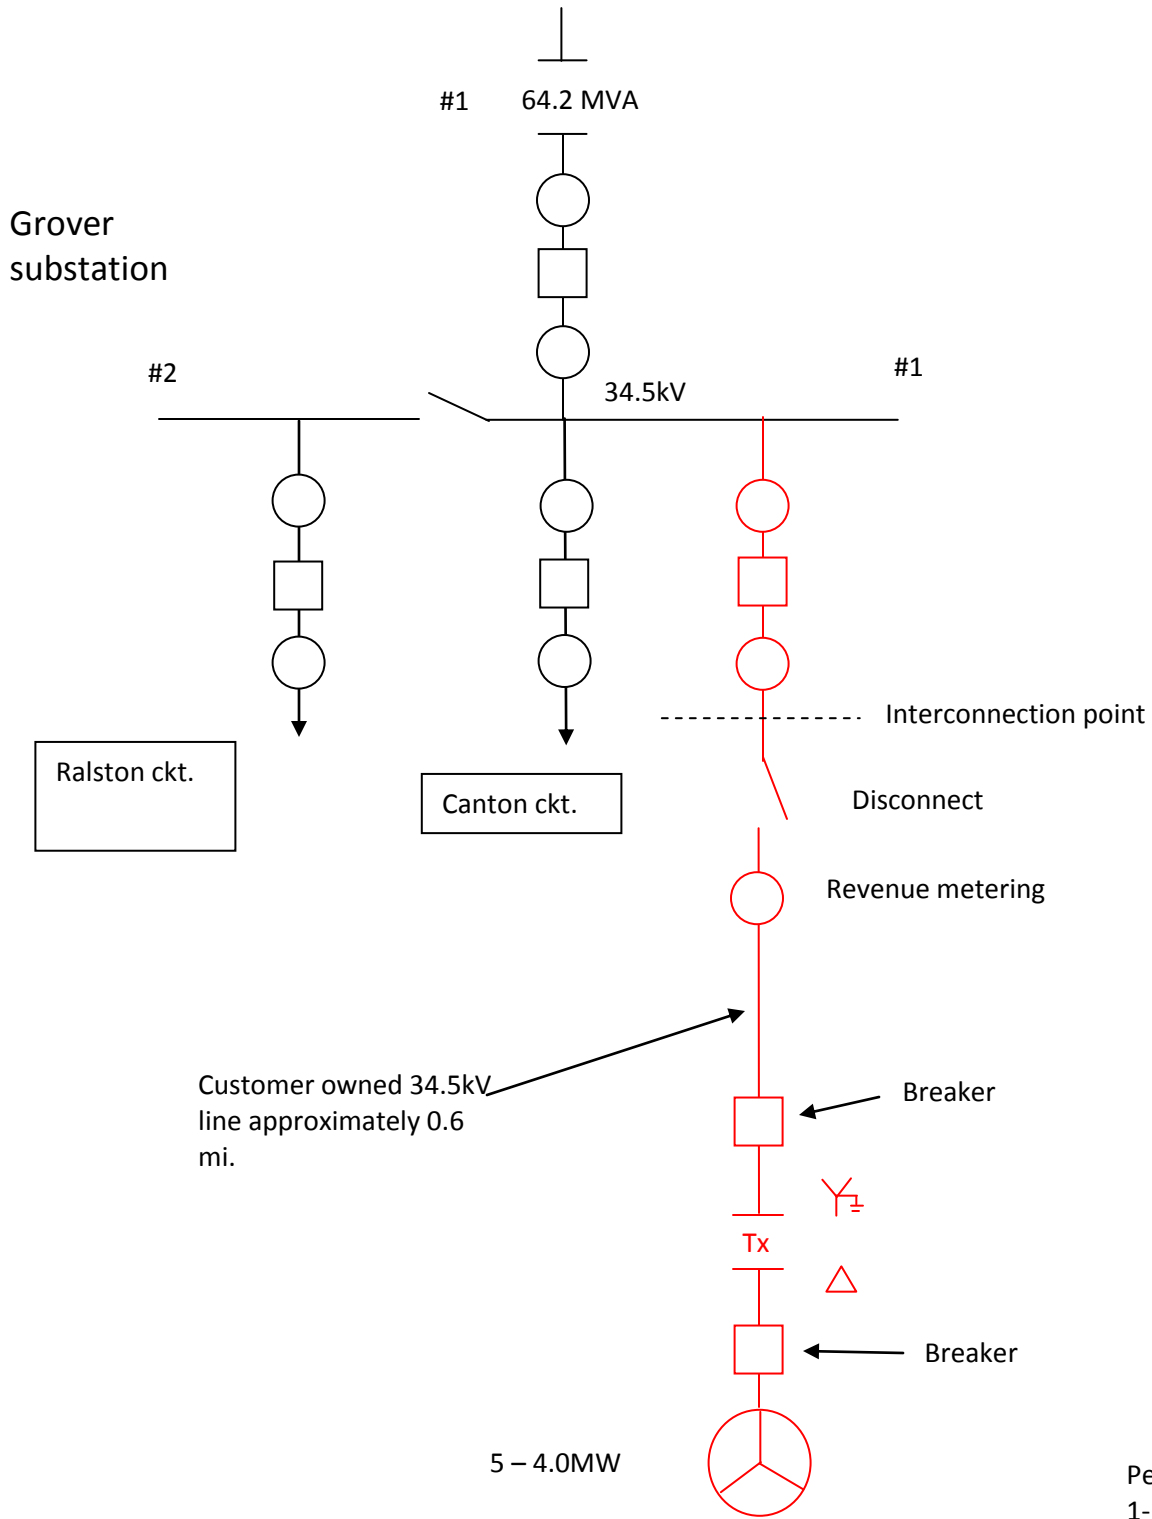 #1 64.2 MVA
Grover
substation
#2
#1
34.5kV
Interconnection point
Ralston ckt.
Canton ckt.
Disconnect
Revenue metering
Customer owned 34.5kV
line approximately 0.6
mi.
Breaker
Tx
Breaker
5 – 4.0MW